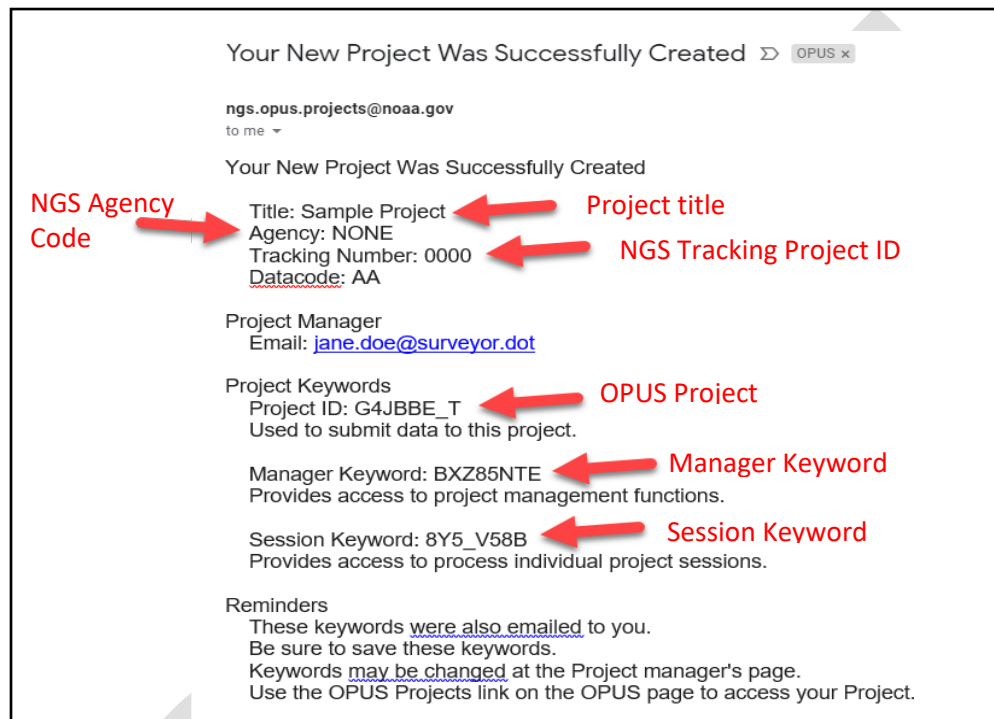 Your New Project Was Successfully Created OPUS x
ngs.opus.projects@noaa.gov
to me
Your New Project Was Successfully Created
NGS Agency
Code
Title: Sample Project
Project title
Agency: NONE
Tracking Number: 0000
NGS Tracking Project ID
Datacode: AA
Project Manager
Email: jane.doe@surveyor.dot
Project Keywords
Project ID: G4JBBE_T
OPUS Project
Used to submit data to this project.
Manager Keyword: BXZ85NTE
Manager Keyword
Provides access to project management functions.
Session Keyword: 8Y5_V58B
Session Keyword
Provides access to process individual project sessions.
Reminders
These keywords were also emailed to you.
Be sure to save these keywords.
Keywords may be changed at the Project manager's page.
Use the OPUS Projects link on the OPUS page to access your Project.